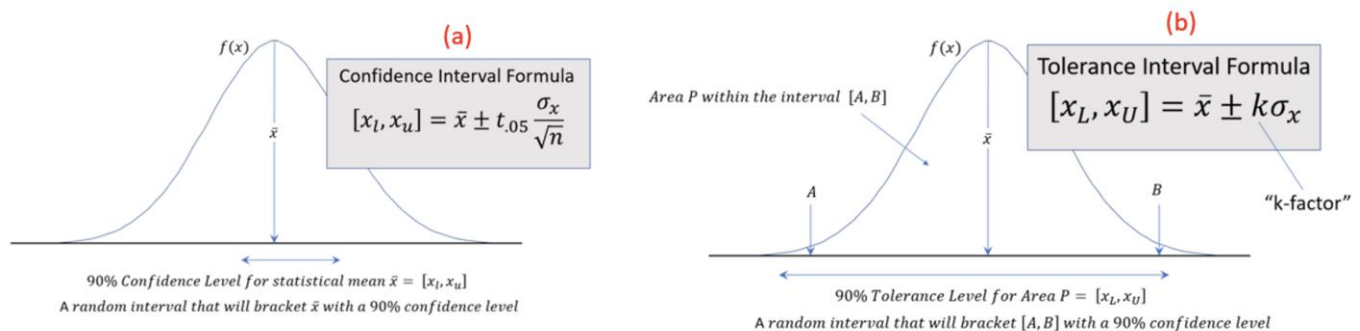 (a)
f(x)
Confidence Interval Formula
[x_l, x_u] = x̄ ± t_.05 σ_x/√n
x̄
90% Confidence Level for statistical mean x̄ = [x_l, x_u]
A random interval that will bracket x̄ with a 90% confidence level
(b)
f(x)
Tolerance Interval Formula
[x_L, x_U] = x̄ ± kσ_x
Area P within the interval [A, B]
x̄
A
B
"k-factor"
90% Tolerance Level for Area P = [x_L, x_U]
A random interval that will bracket [A, B] with a 90% confidence level